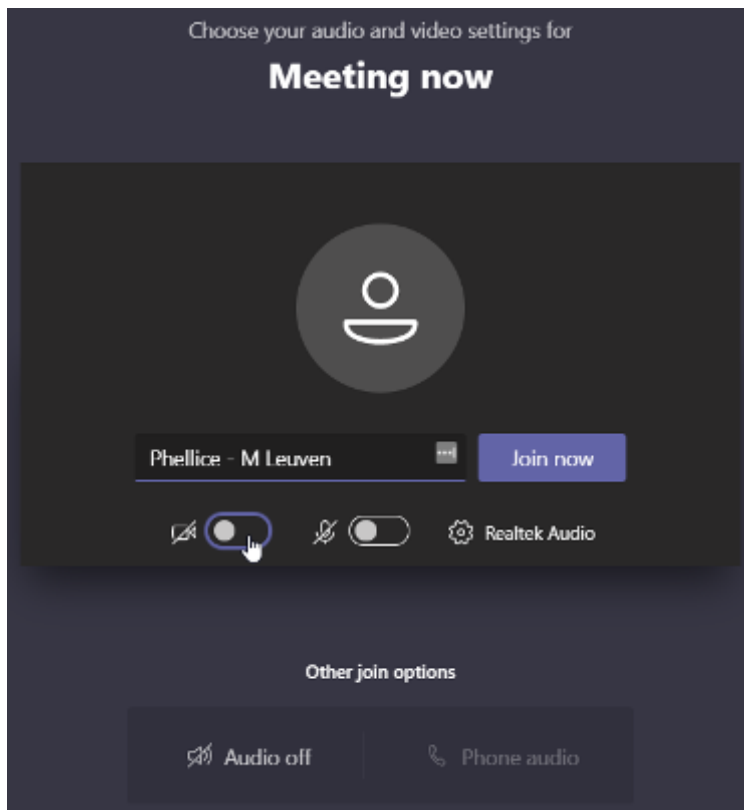 Choose your audio and video settings for
Meeting now
Phellice - M Leuven
Join now
Realtek Audio
Other join options
Audio off
Phone audio